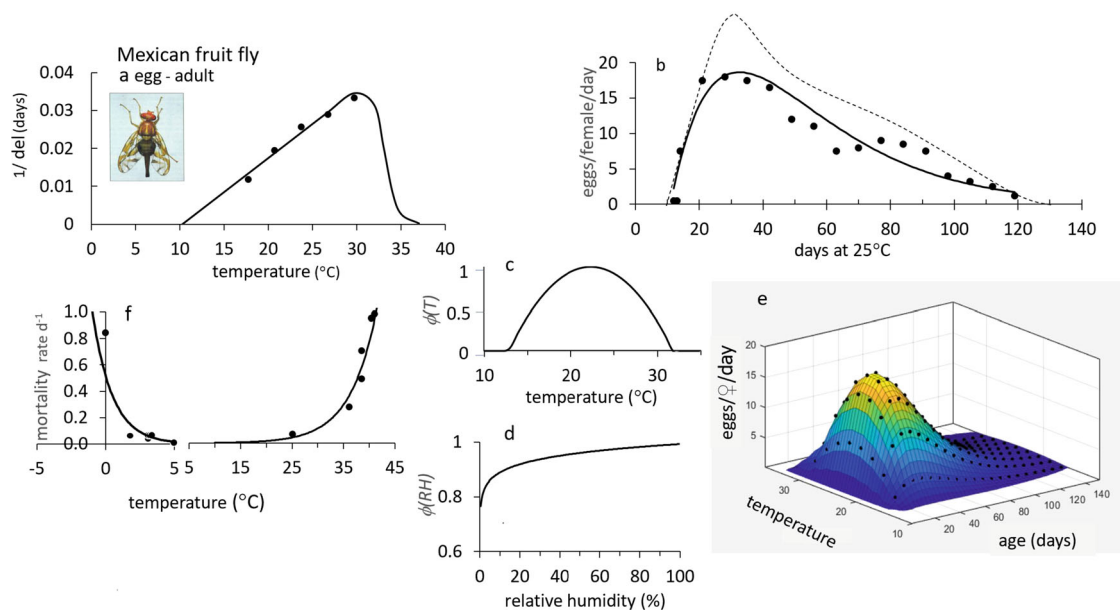 Mexican fruit fly
a egg - adult
1/ del (days)
0.04
0.03
0.02
0.01
0
0 5 10 15 20 25 30 35 40
temperature (°C)
b
eggs/female/day
20
15
10
5
0
0 20 40 60 80 100 120 140
days at 25°C
c
ϕ(T)
1
0.5
0
10 20 30
temperature (°C)
f
mortality rate d⁻¹
1.0
0.8
0.6
0.4
0.2
0.0
-5 0 5 5 15 25 35 45
temperature (°C)
d
ϕ(RH)
1
0.8
0.6
0 20 40 60 80 100
relative humidity (%)
e
eggs/♀/day
20
15
10
5
30
20
10
temperature
20 40 60 80 100 120 140
age (days)